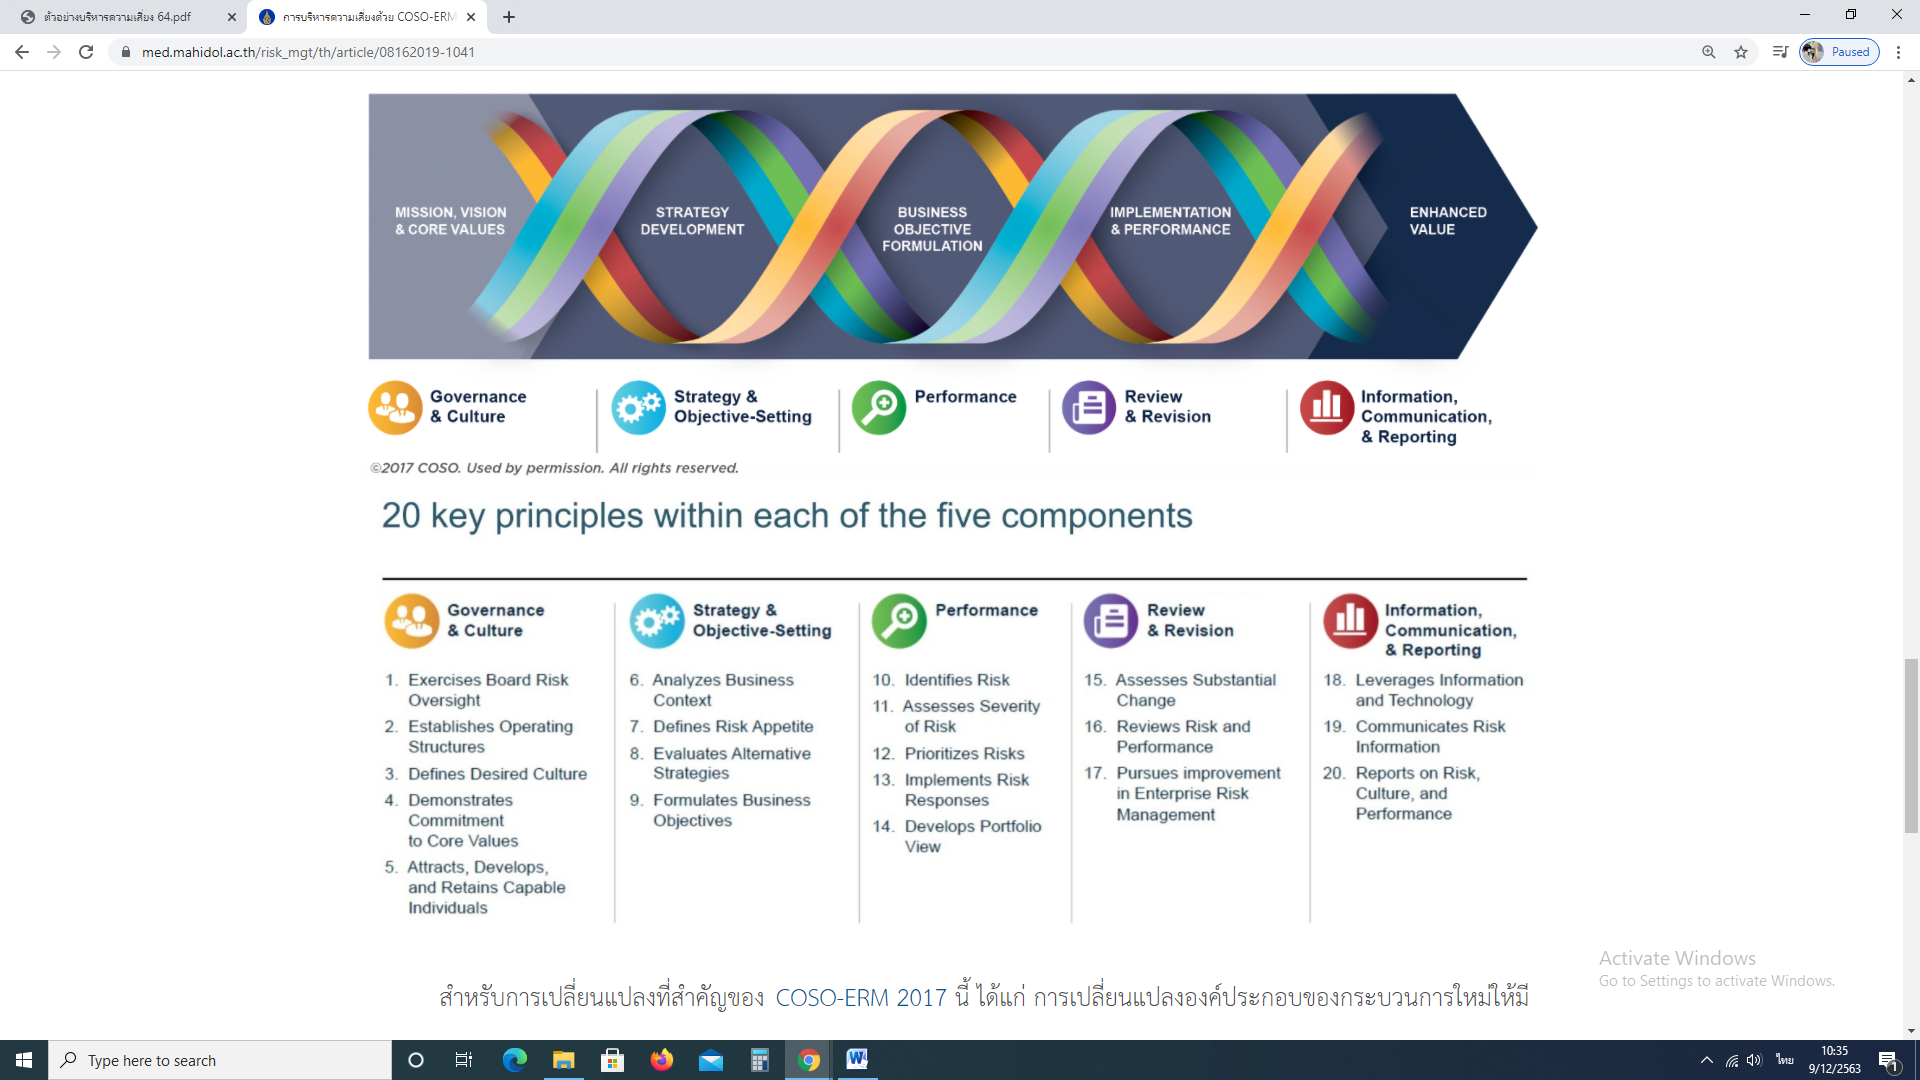 ตัวอย่างบริหารความเสี่ยง 64.pdf
การบริหารความเสี่ยงด้วย COSO-ERM
med.mahidol.ac.th/risk_mgt/th/article/08162019-1041
Paused
MISSION, VISION
& CORE VALUES
STRATEGY
DEVELOPMENT
BUSINESS
OBJECTIVE
FORMULATION
IMPLEMENTATION
& PERFORMANCE
ENHANCED
VALUE
Governance
& Culture
Strategy &
Objective-Setting
Performance
Review
& Revision
Information,
Communication,
& Reporting
©2017 COSO. Used by permission. All rights reserved.
20 key principles within each of the five components
Governance
& Culture
1. Exercises Board Risk
Oversight
2. Establishes Operating
Structures
3. Defines Desired Culture
4. Demonstrates
Commitment
to Core Values
5. Attracts, Develops,
and Retains Capable
Individuals
Strategy &
Objective-Setting
6. Analyzes Business
Context
7. Defines Risk Appetite
8. Evaluates Alternative
Strategies
9. Formulates Business
Objectives
Performance
10. Identifies Risk
11. Assesses Severity
of Risk
12. Prioritizes Risks
13. Implements Risk
Responses
14. Develops Portfolio
View
Review
& Revision
15. Assesses Substantial
Change
16. Reviews Risk and
Performance
17. Pursues improvement
in Enterprise Risk
Management
Information,
Communication,
& Reporting
18. Leverages Information
and Technology
19. Communicates Risk
Information
20. Reports on Risk,
Culture, and
Performance
สำหรับการเปลี่ยนแปลงที่สำคัญของ COSO-ERM 2017 นี้ ได้แก่ การเปลี่ยนแปลงองค์ประกอบของกระบวนการใหม่ให้มี
Activate Windows
Go to Settings to activate Windows.
Type here to search
ไทย
10:35
9/12/2563
1